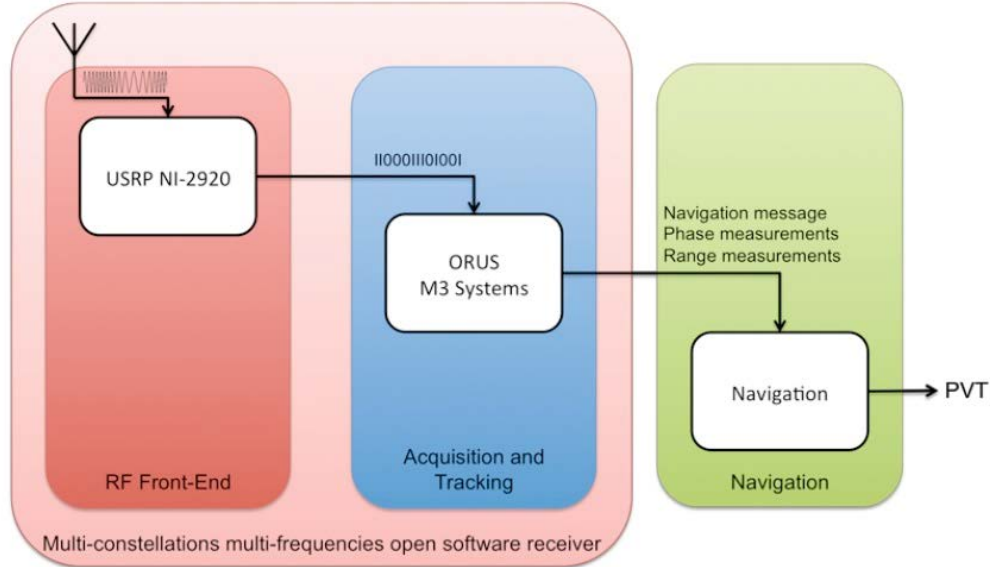 USRP NI-2920
RF Front-End
IIOOOIIIOIOOI
ORUS
M3 Systems
Acquisition and
Tracking
Multi-constellations multi-frequencies open software receiver
Navigation message
Phase measurements
Range measurements
Navigation
PVT
Navigation